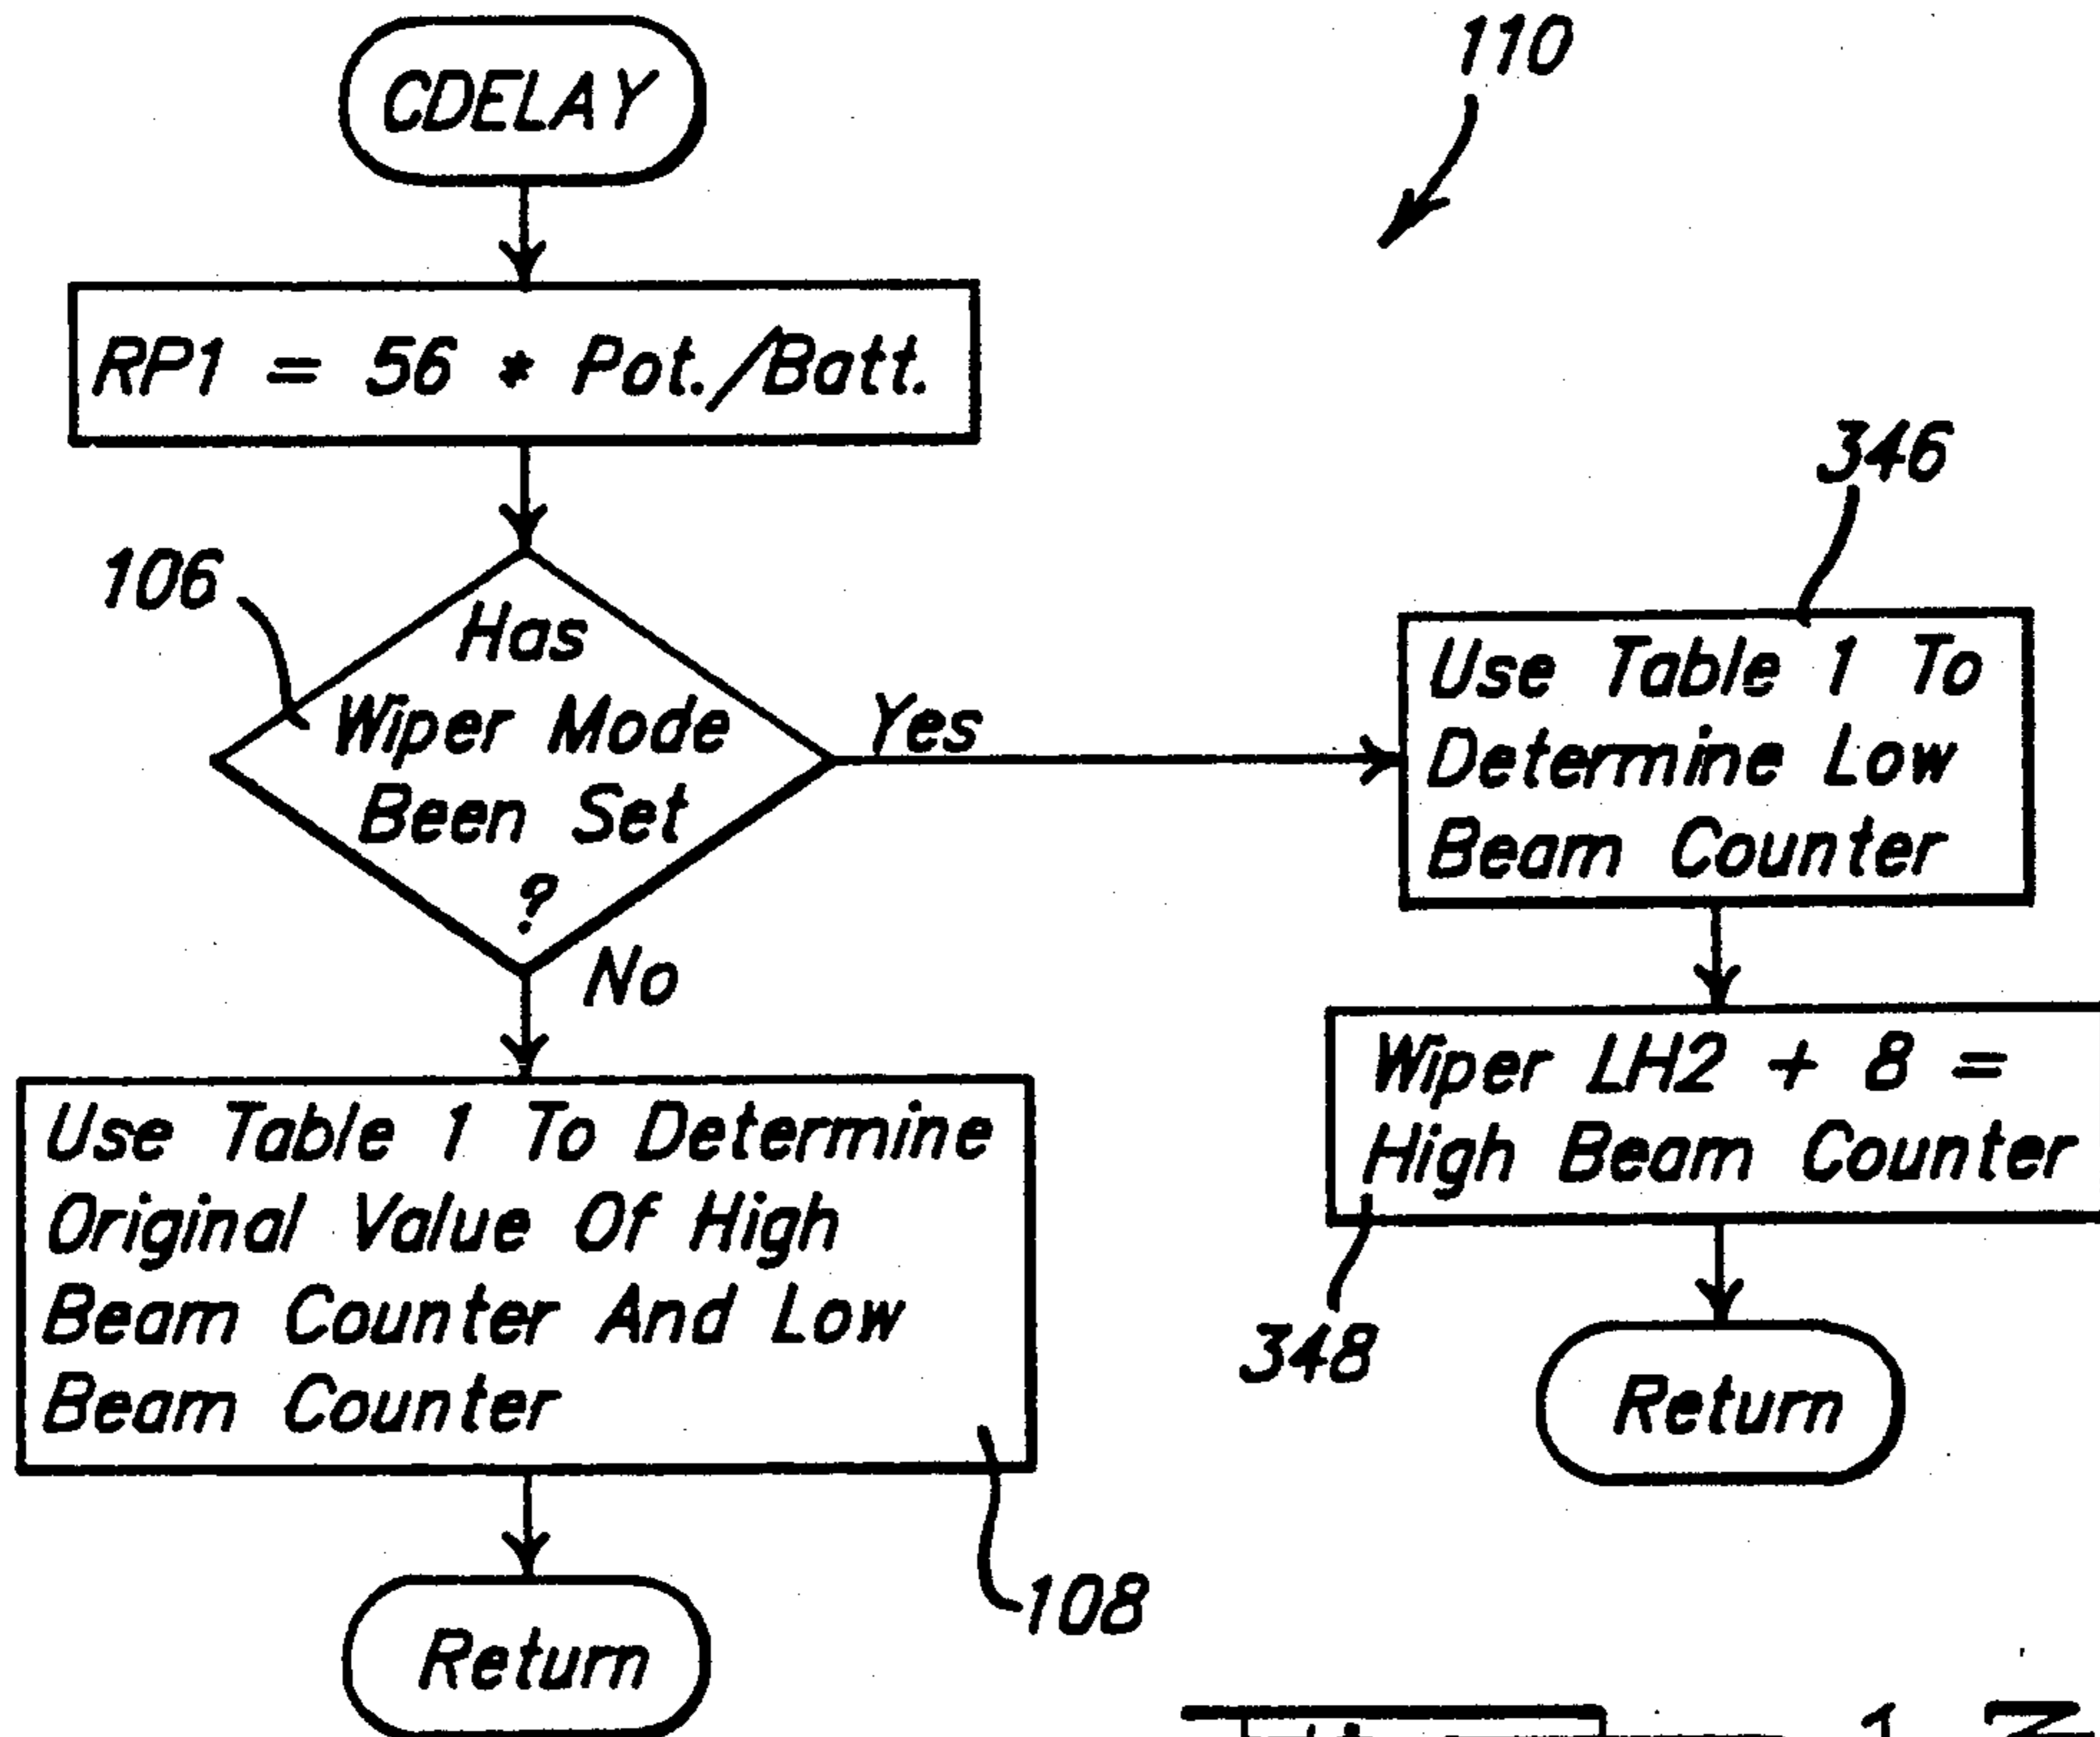 CDELAY
110
RP1 = 56 * Pot./Batt.
346
106
Has
Wiper Mode
Been Set
?
Yes
No
Use Table 1 To
Determine Low
Beam Counter
Wiper LH2 + 8 =
High Beam Counter
348
Return
Use Table 1 To Determine
Original Value Of High
Beam Counter And Low
Beam Counter
108
Return